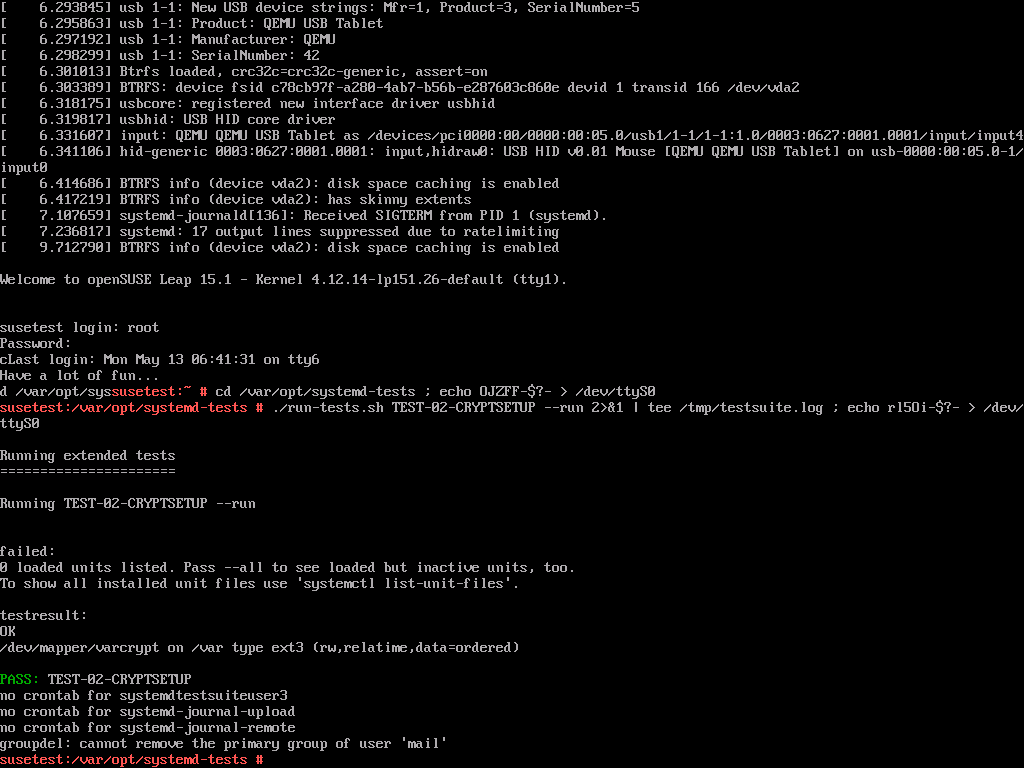 [    6.293845] usb 1-1: New USB device strings: Mfr=1, Product=3, SerialNumber=5
[    6.295863] usb 1-1: Product: QEMU USB Tablet
[    6.297192] usb 1-1: Manufacturer: QEMU
[    6.298299] usb 1-1: SerialNumber: 42
[    6.301013] Btrfs loaded, crc32c=crc32c-generic, assert=on
[    6.303389] BTRFS: device fsid c78cb97f-a280-4ab7-b56b-e287603c860e devid 1 transid 166 /dev/vda2
[    6.318175] usbcore: registered new interface driver usbhid
[    6.319817] usbhid: USB HID core driver
[    6.331607] input: QEMU QEMU USB Tablet as /devices/pci0000:00/0000:00:05.0/usb1/1-1/1-1:1.0/0003:0627:0001.0001/input/input4
[    6.341106] hid-generic 0003:0627:0001.0001: input,hidraw0: USB HID v0.01 Mouse [QEMU QEMU USB Tablet] on usb-0000:00:05.0-1/
input0
[    6.414686] BTRFS info (device vda2): disk space caching is enabled
[    6.417219] BTRFS info (device vda2): has skinny extents
[    7.107659] systemd-journald[136]: Received SIGTERM from PID 1 (systemd).
[    7.236817] systemd: 17 output lines suppressed due to ratelimiting
[    9.712790] BTRFS info (device vda2): disk space caching is enabled
Welcome to openSUSE Leap 15.1 - Kernel 4.12.14-lp151.26-default (tty1).
susetest login: root
Password:
cLast login: Mon May 13 06:41:31 on tty6
Have a lot of fun...
d /var/opt/syssusetest:~ # cd /var/opt/systemd-tests ; echo OJZFF-$?- > /dev/ttyS0
susetest:/var/opt/systemd-tests # ./run-tests.sh TEST-02-CRYPTSETUP --run 2>&1 | tee /tmp/testsuite.log ; echo rl5Oi-$?- > /dev/
ttyS0
Running extended tests
======================
Running TEST-02-CRYPTSETUP --run
failed:
0 loaded units listed. Pass --all to see loaded but inactive units, too.
To show all installed unit files use 'systemctl list-unit-files'.
testresult:
OK
/dev/mapper/varcrypt on /var type ext3 (rw,relatime,data=ordered)
PASS: TEST-02-CRYPTSETUP
no crontab for systemdtestsuiteuser3
no crontab for systemd-journal-upload
no crontab for systemd-journal-remote
groupdel: cannot remove the primary group of user 'mail'
susetest:/var/opt/systemd-tests #